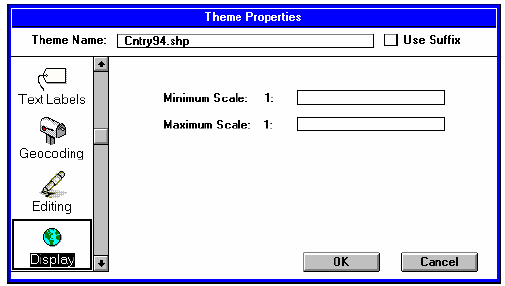 Theme Properties
Theme Name: Cntry94.shp Use Suffix
Text Labels
Geocoding
Editing
Display
Minimum Scale: 1:
Maximum Scale: 1:
OK Cancel